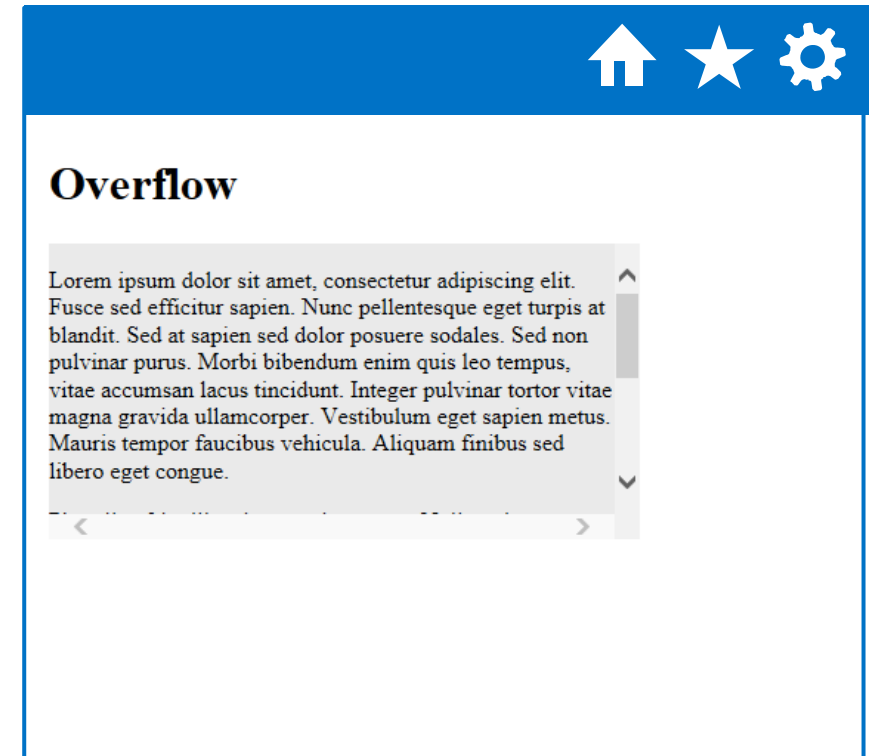 Overflow
Lorem ipsum dolor sit amet, consectetur adipiscing elit.
Fusce sed efficitur sapien. Nunc pellentesque eget turpis at
blandit. Sed at sapien sed dolor posuere sodales. Sed non
pulvinar purus. Morbi bibendum enim quis leo tempus,
vitae accumsan lacus tincidunt. Integer pulvinar tortor vitae
magna gravida ullamcorper. Vestibulum eget sapien metus.
Mauris tempor faucibus vehicula. Aliquam finibus sed
libero eget congue.